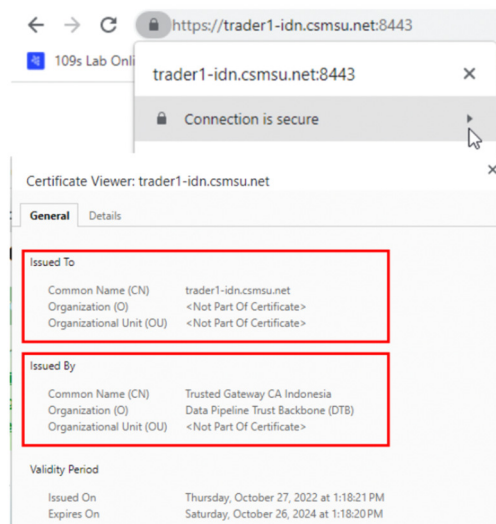 https://trader1-idn.csmsu.net:8443
109s Lab Onli
trader1-idn.csmsu.net:8443
Connection is secure
Certificate Viewer: trader1-idn.csmsu.net
General Details
Issued To
Common Name (CN) trader1-idn.csmsu.net
Organization (O) <Not Part Of Certificate>
Organizational Unit (OU) <Not Part Of Certificate>
Issued By
Common Name (CN) Trusted Gateway CA Indonesia
Organization (O) Data Pipeline Trust Backbone (DTB)
Organizational Unit (OU) <Not Part Of Certificate>
Validity Period
Issued On Thursday, October 27, 2022 at 1:18:21 PM
Expires On Saturday, October 26, 2024 at 1:18:20 PM